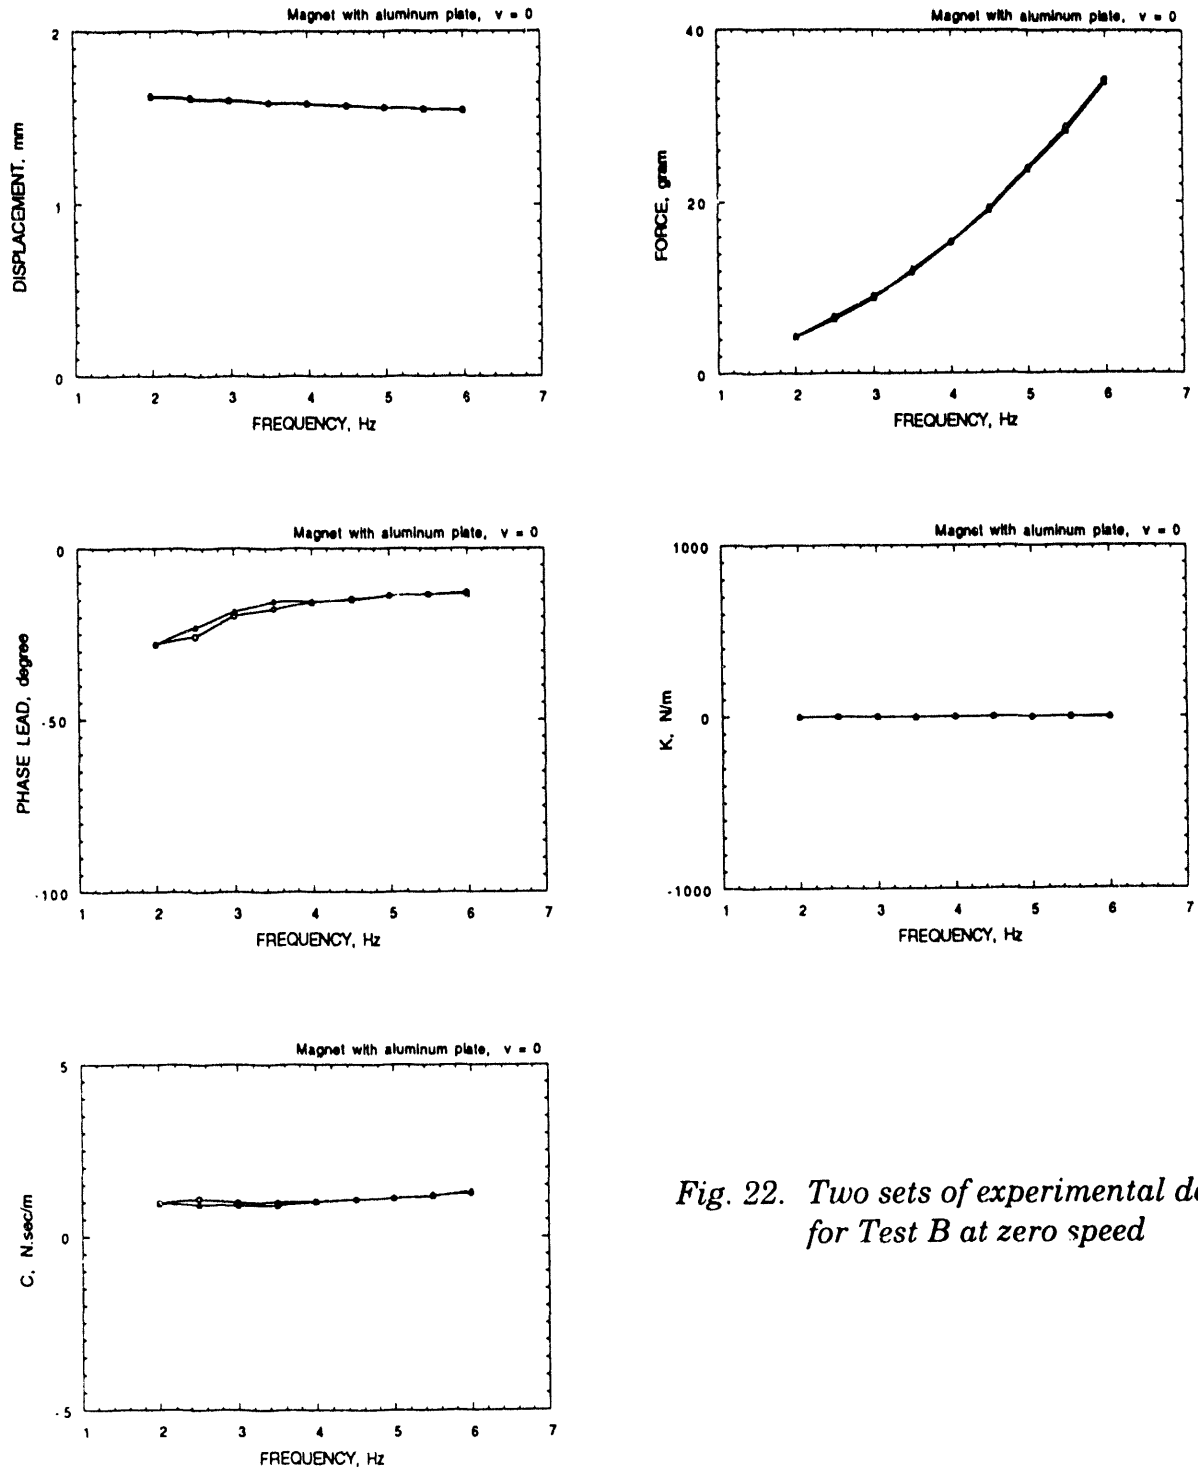 Magnet with aluminum plate, v = 0
2
1
0
DISPLACEMENT, mm
1 2 3 4 5 6 7
FREQUENCY, Hz
Magnet with aluminum plate, v = 0
40
20
0
FORCE, gram
1 2 3 4 5 6 7
FREQUENCY, Hz
Magnet with aluminum plate, v = 0
0
-50
-100
PHASE LEAD, degree
1 2 3 4 5 6 7
FREQUENCY, Hz
Magnet with aluminum plate, v = 0
1000
0
-1000
K, N/m
1 2 3 4 5 6 7
FREQUENCY, Hz
Magnet with aluminum plate, v = 0
5
0
-5
C, N.sec/m
1 2 3 4 5 6 7
FREQUENCY, Hz
Fig. 22. Two sets of experimental
for Test B at zero speed